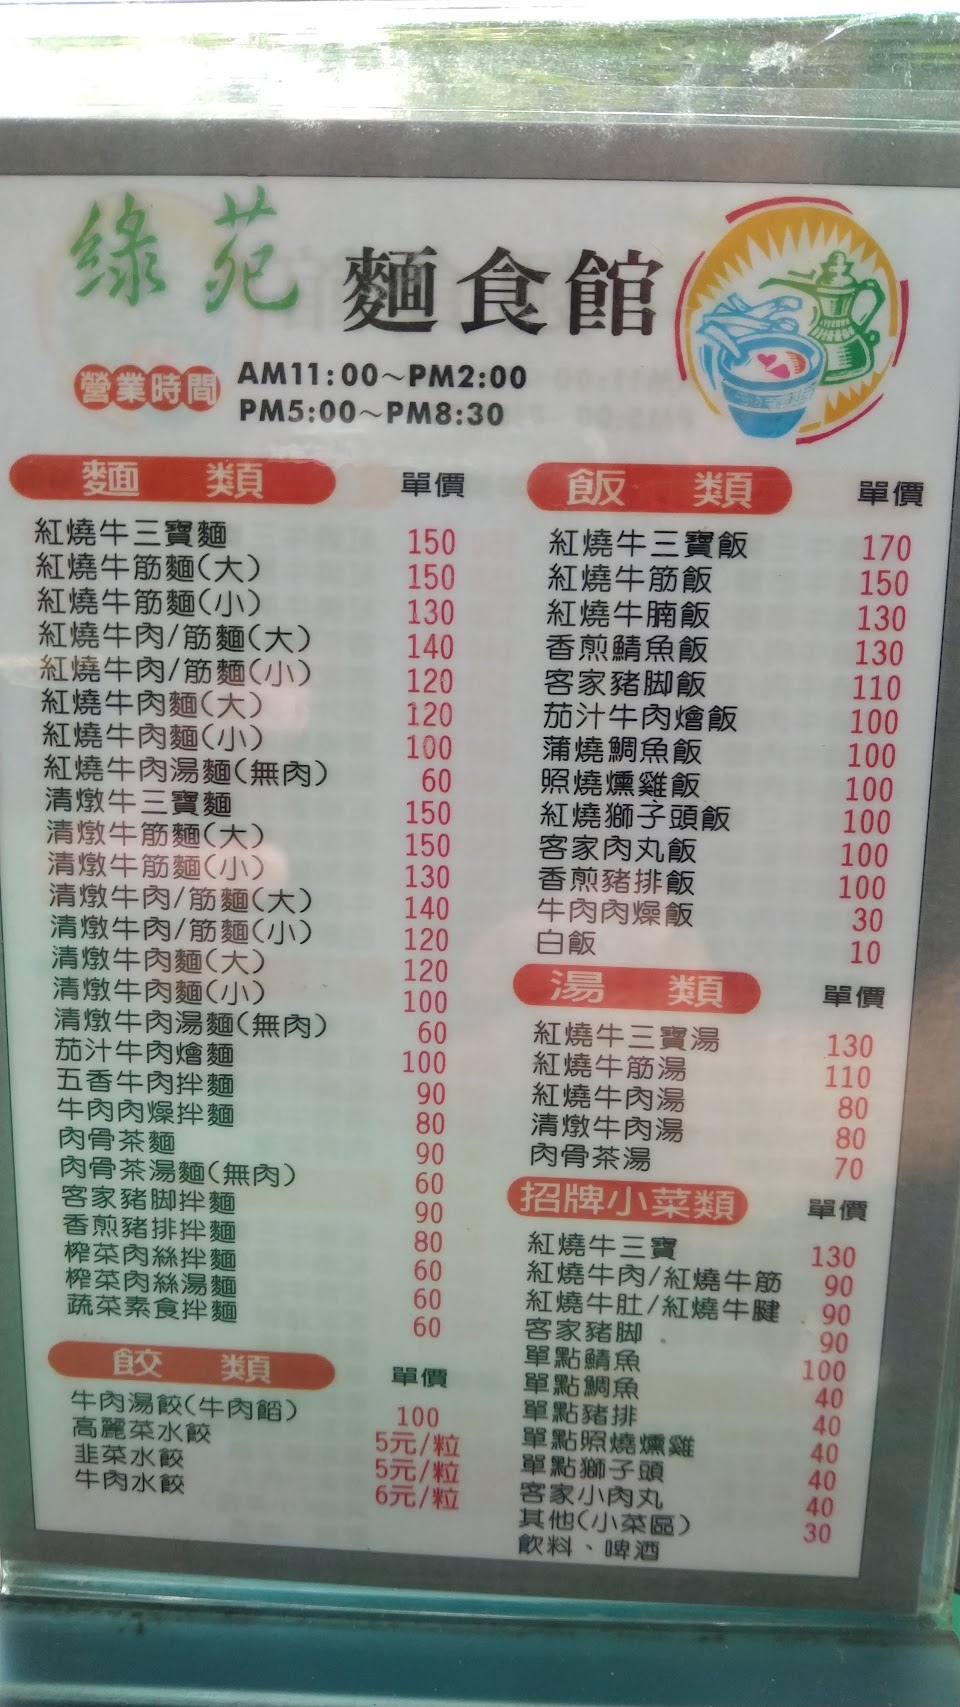 綠苑 麵食館
營業時間 AM11:00~PM2:00
PM5:00~PM8:30
麵類 單價
紅燒牛三寶麵 150
紅燒牛筋麵(大) 150
紅燒牛筋麵(小) 130
紅燒牛肉/筋麵(大) 140
紅燒牛肉/筋麵(小) 120
紅燒牛肉麵(大) 120
紅燒牛肉麵(小) 100
紅燒牛肉湯麵(無肉) 60
清燉牛三寶麵 150
清燉牛筋麵(大) 150
清燉牛筋麵(小) 130
清燉牛肉/筋麵(大) 140
清燉牛肉/筋麵(小) 120
清燉牛肉麵(大) 120
清燉牛肉麵(小) 100
清燉牛肉湯麵(無肉) 60
茄汁牛肉燴麵 100
五香牛肉拌麵 90
牛肉肉燥拌麵 80
肉骨茶麵 90
肉骨茶湯麵(無肉) 60
客家豬脚拌麵 90
香煎豬排拌麵 80
榨菜肉絲拌麵 60
榨菜肉絲湯麵 60
蔬菜素食拌麵 60
餃類 單價
牛肉湯餃(牛肉餡) 100
高麗菜水餃 5元/粒
韭菜水餃 5元/粒
牛肉水餃 6元/粒
飯類 單價
紅燒牛三寶飯 170
紅燒牛筋飯 150
紅燒牛腩飯 130
香煎鯖魚飯 130
客家豬脚飯 110
茄汁牛肉燴飯 100
蒲燒鯛魚飯 100
照燒燻雞飯 100
紅燒獅子頭飯 100
客家肉丸飯 100
香煎豬排飯 100
牛肉肉燥飯 30
白飯 10
湯類 單價
紅燒牛三寶湯 130
紅燒牛筋湯 110
紅燒牛肉湯 80
清燉牛肉湯 80
肉骨茶湯 70
招牌小菜類 單價
紅燒牛三寶 130
紅燒牛肉/紅燒牛筋 90
紅燒牛肚/紅燒牛腱 90
客家豬脚 90
單點鯖魚 100
單點鯛魚 40
單點豬排 40
單點照燒燻雞 40
單點獅子頭 40
客家小肉丸 40
其他(小菜區) 30
飲料、啤酒